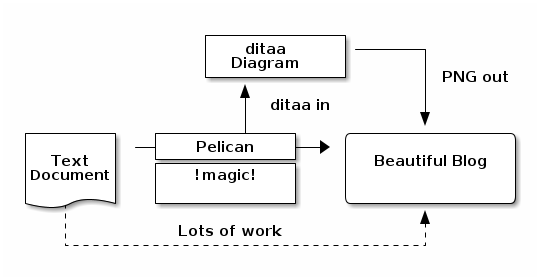 ditaa
Diagram
PNG out
ditaa in
Text
Document
Pelican
!magic!
Beautiful Blog
Lots of work